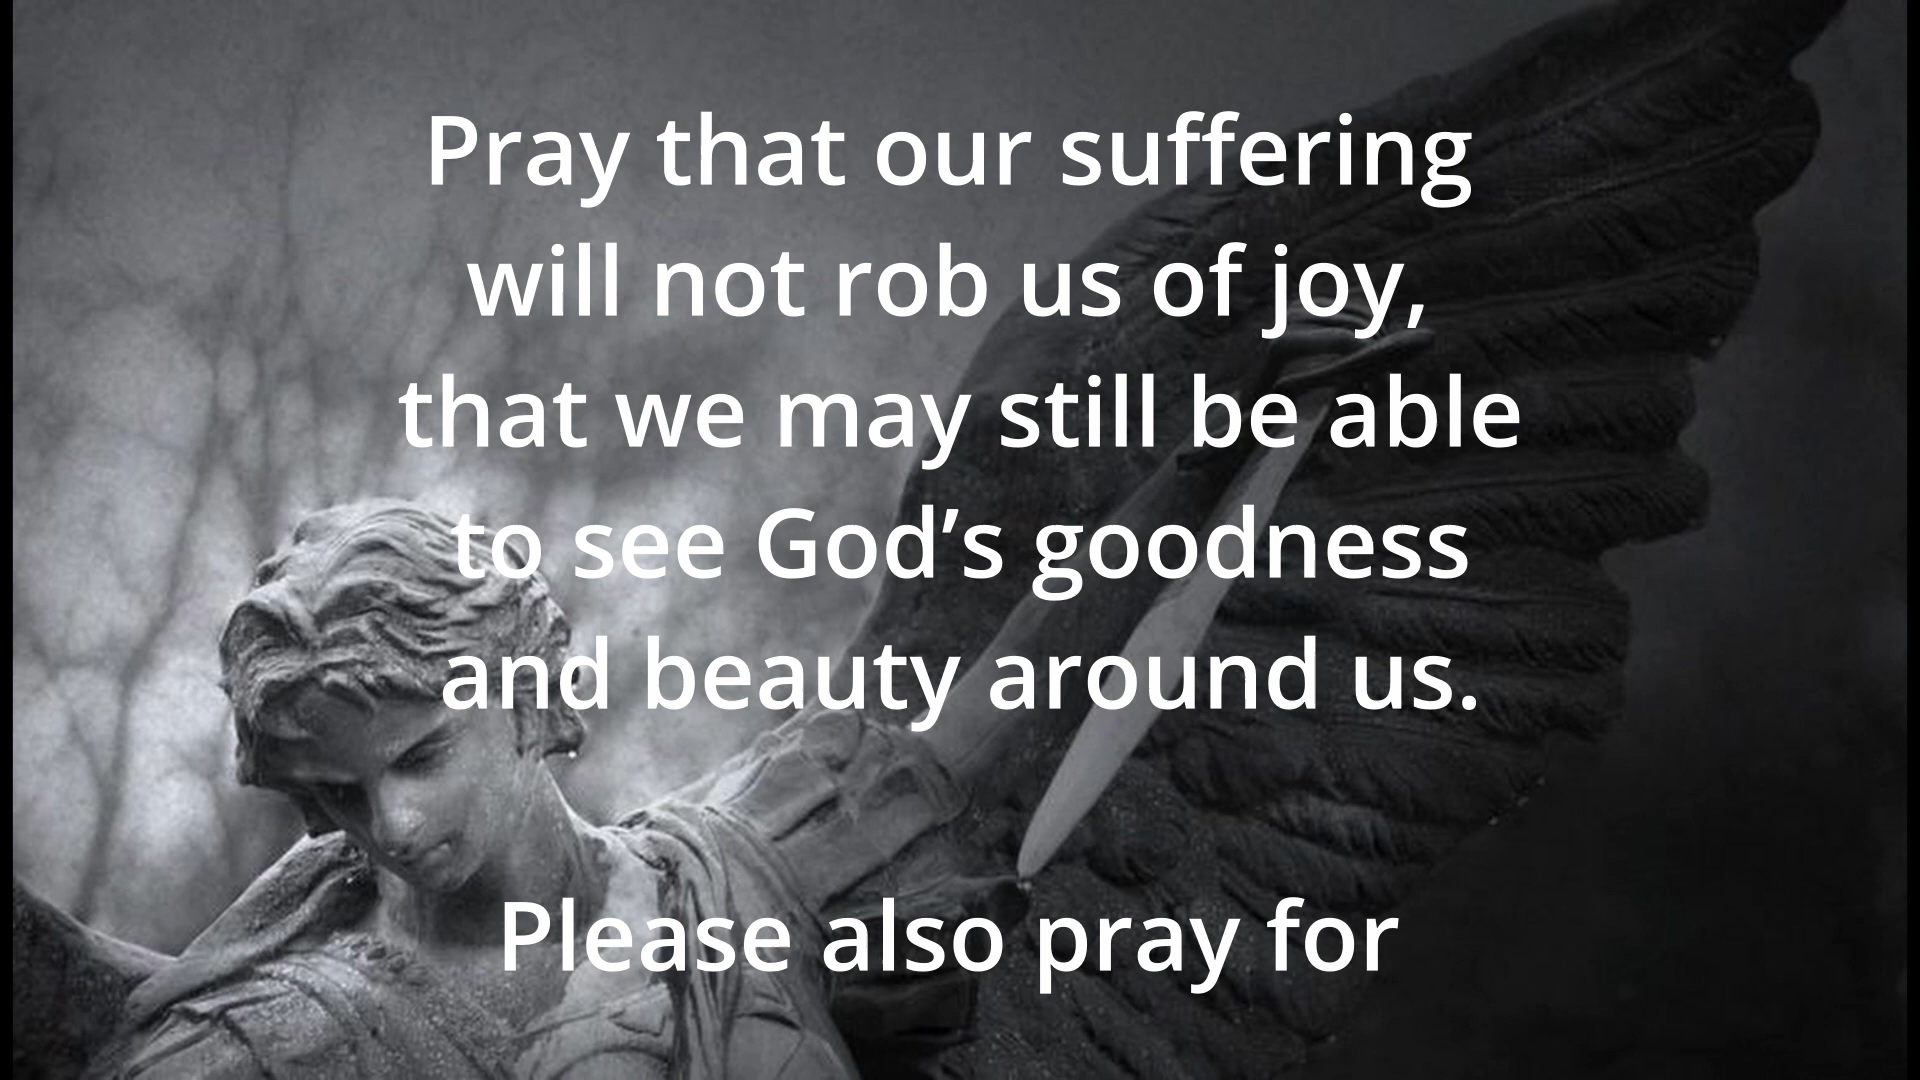 Pray that our suffering
will not rob us of joy,
that we may still be able
to see God’s goodness
and beauty around us.
Please also pray for